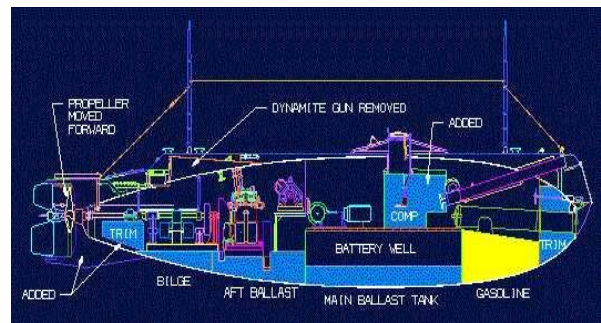 PROPELLER
MOVED
FORWARD
DYNAMITE GUN REMOVED
ADDED
COMP
TRIM
BATTERY WELL
TRIM
ADDED
BILGE
AFT BALLAST
MAIN BALLAST TANK
GASOLINE